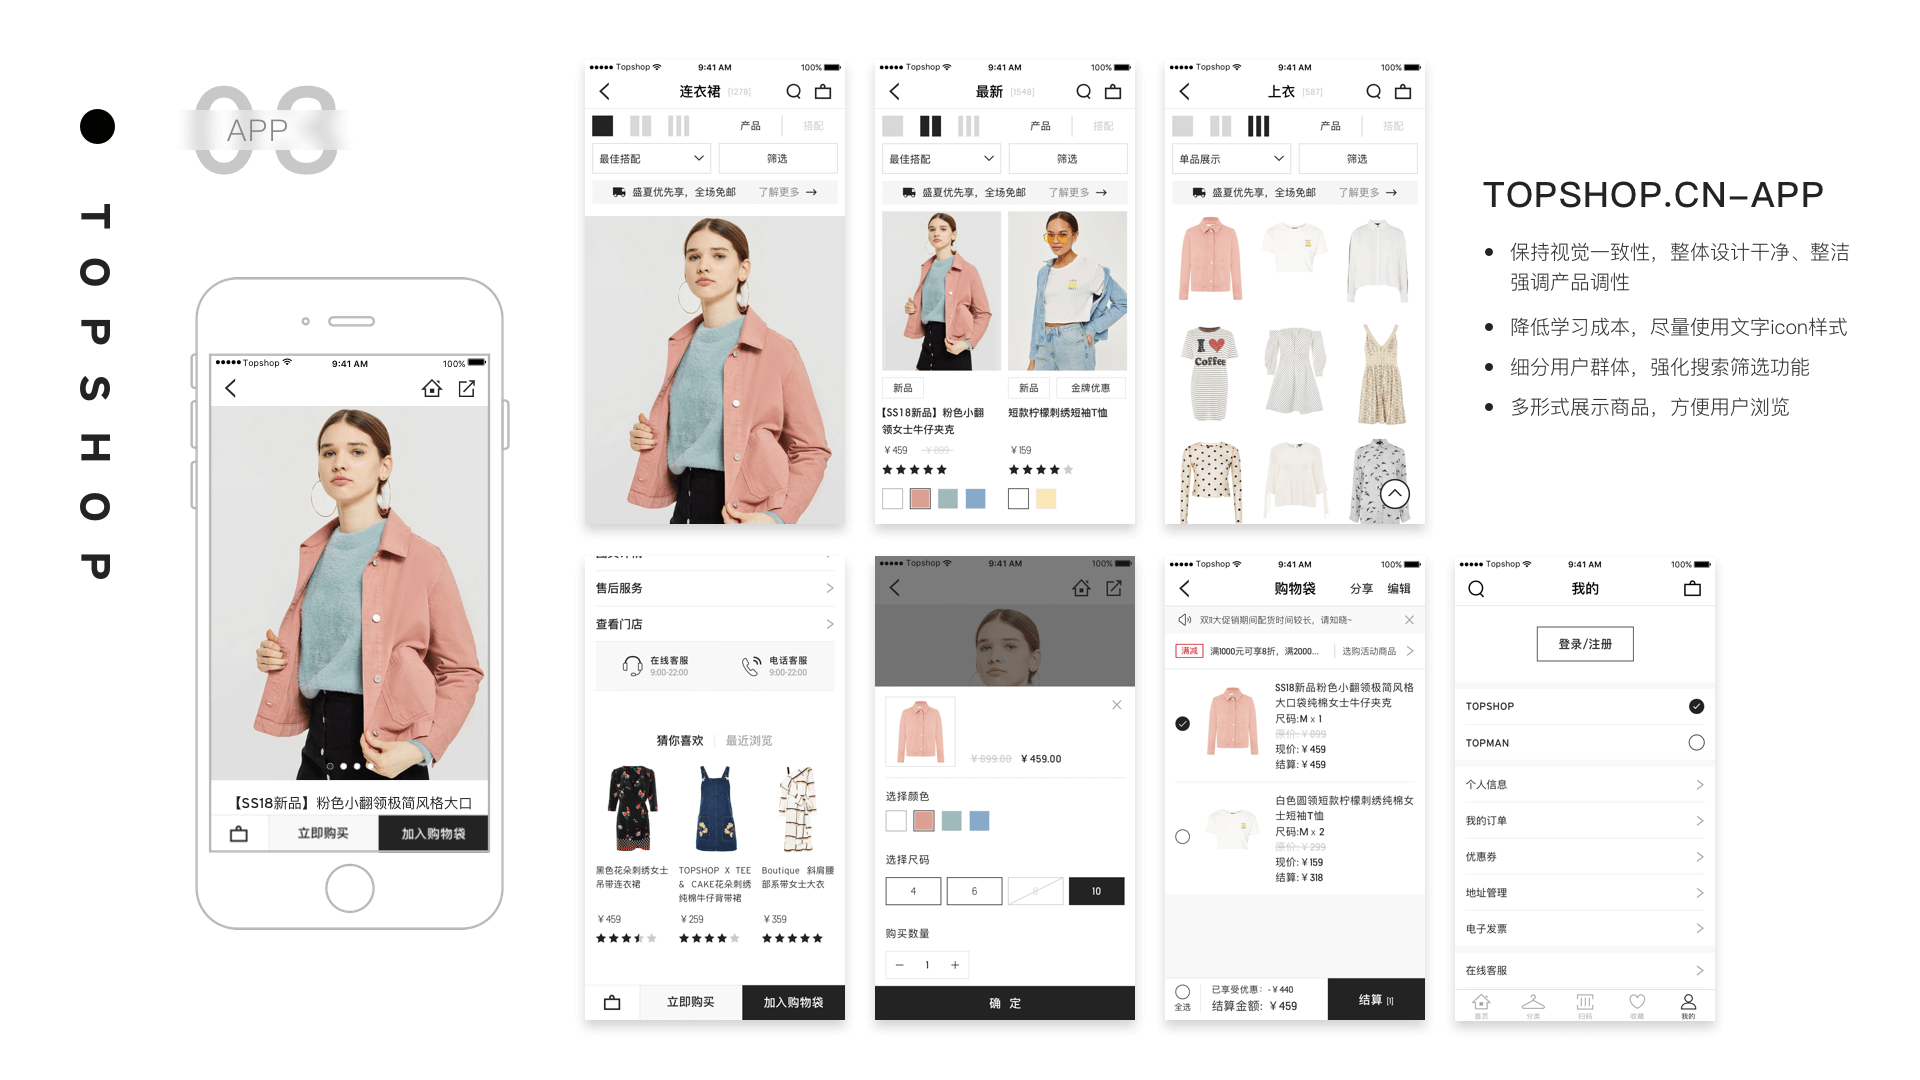 TOPSHOP
03
APP
Topshop 9:41 AM 100%
【SS18新品】粉色小翻领极简风格大口
立即购买 加入购物袋
Topshop 9:41 AM 100%
连衣裙 [1278]
产品 搭配
最佳搭配 筛选
盛夏优先享，全场免邮 了解更多
Topshop 9:41 AM 100%
最新 [1548]
产品 搭配
最佳搭配 筛选
盛夏优先享，全场免邮 了解更多
新品
【SS18新品】粉色小翻
领女士牛仔夹克
¥459 ¥899
新品 金牌优惠
短款柠檬刺绣短袖T恤
¥159
Topshop 9:41 AM 100%
上衣 [587]
产品 搭配
单品展示 筛选
盛夏优先享，全场免邮 了解更多
I
Coffee
TOPSHOP.CN–APP
保持视觉一致性，整体设计干净、整洁
强调产品调性
降低学习成本，尽量使用文字icon样式
细分用户群体，强化搜索筛选功能
多形式展示商品，方便用户浏览
售后服务
查看门店
在线客服
9:00-22:00
电话客服
9:00-22:00
猜你喜欢 最近浏览
黑色花朵刺绣女士
吊带连衣裙
¥459
TOPSHOP X TEE
& CAKE花朵刺绣
纯棉牛仔背带裙
¥259
Boutique 斜肩腰
部系带女士大衣
¥359
立即购买 加入购物袋
Topshop 9:41 AM 100%
¥899.00 ¥459.00
选择颜色
选择尺码
4 6 8 10
购买数量
1
确 定
Topshop 9:41 AM 100%
购物袋 分享 编辑
双11大促销期间配货时间较长，请知晓~
满减 满1000元可享8折，满2000... 选购活动商品
SS18新品粉色小翻领极简风格
大口袋纯棉女士牛仔夹克
尺码:M x 1
原价: ¥899
现价: ¥459
结算: ¥459
白色圆领短款柠檬刺绣纯棉女
士短袖T恤
尺码:M x 2
原价: ¥299
现价: ¥159
结算: ¥318
全选
已享受优惠: -¥440
结算金额: ¥459
结算 [1]
Topshop 9:41 AM 100%
我的
登录/注册
TOPSHOP
TOPMAN
个人信息
我的订单
优惠券
地址管理
电子发票
在线客服
首页 分类 扫码 收藏 我的